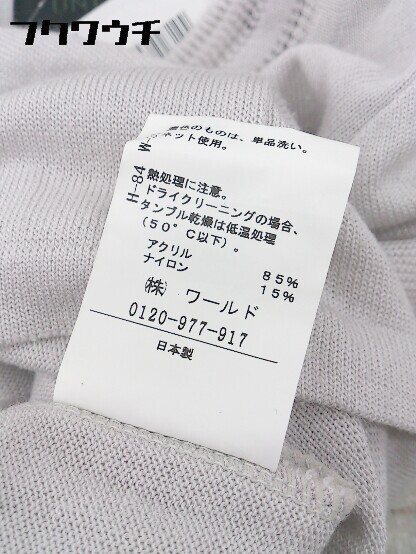 フクワウチ
UN
色のものは、単品洗い。
ネット使用。
H-84
熱処理に注意。
ドライクリーニングの場合、
タンブル乾燥は低温処理
(50°C以下)。
アクリル 85%
ナイロン 15%
(株) ワールド
0120-977-917
日本製